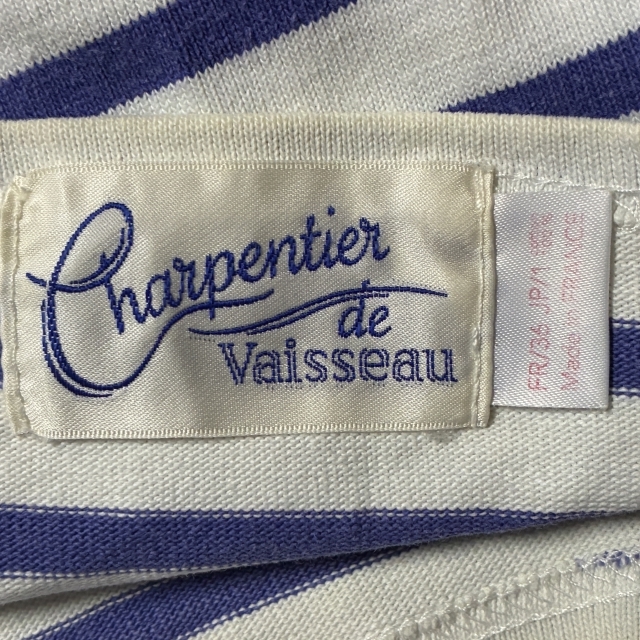 Charpentier
de
Vaisseau
FR/36 JP/1
Made in FRANCE